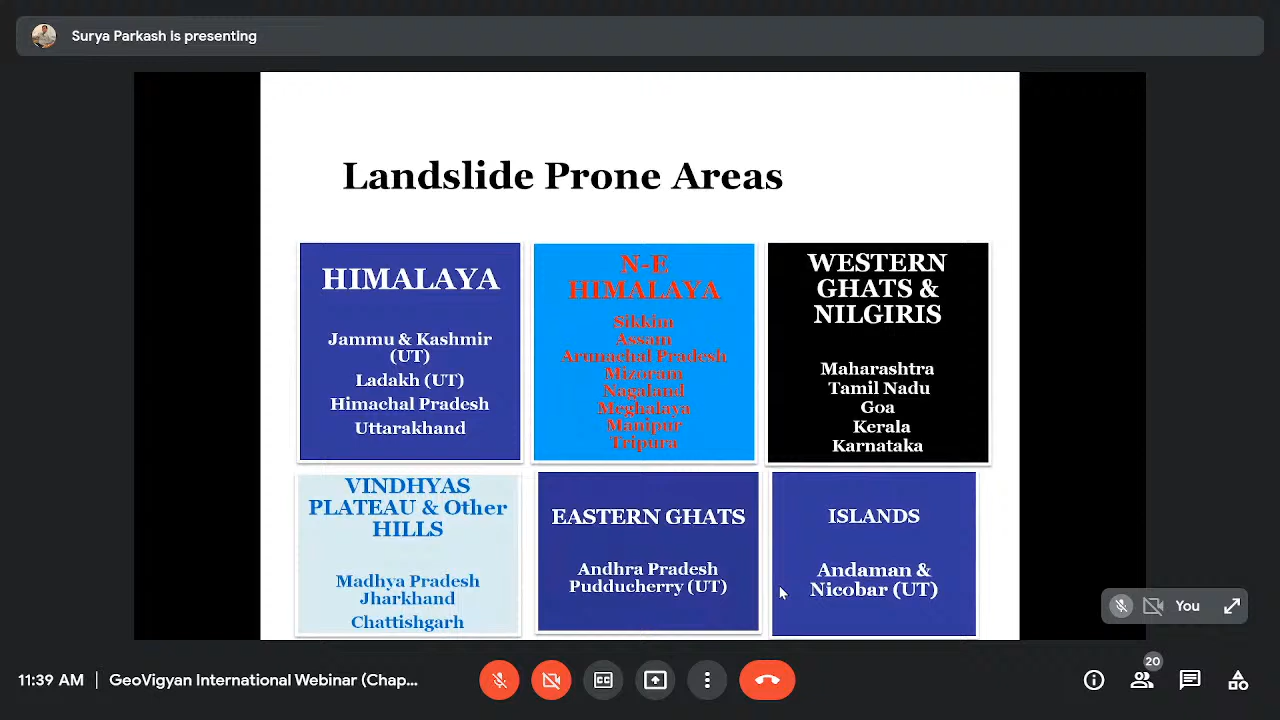 Surya Parkash is presenting
Landslide Prone Areas
HIMALAYA
Jammu & Kashmir
(UT)
Ladakh (UT)
Himachal Pradesh
Uttarakhand
N-E
HIMALAYA
Sikkim
Assam
Arunachal Pradesh
Mizoram
Nagaland
Meghalaya
Manipur
Tripura
WESTERN
GHATS &
NILGIRIS
Maharashtra
Tamil Nadu
Goa
Kerala
Karnataka
VINDHYAS
PLATEAU & Other
HILLS
Madhya Pradesh
Jharkhand
Chattishgarh
EASTERN GHATS
Andhra Pradesh
Pudducherry (UT)
ISLANDS
Andaman &
Nicobar (UT)
You
11:39 AM | GeoVigyan International Webinar (Chap...
20